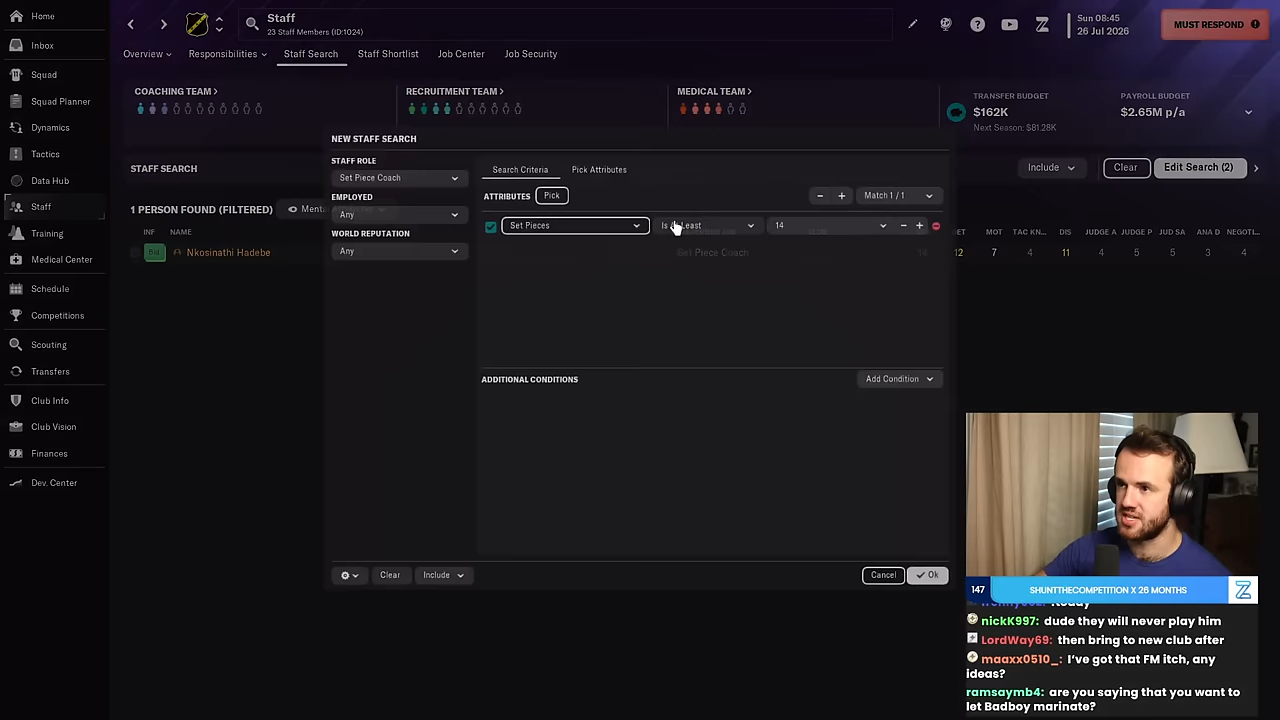 Home
Inbox
Squad
Squad Planner
Dynamics
Tactics
Data Hub
Staff
Training
Medical Center
Schedule
Competitions
Scouting
Transfers
Club Info
Club Vision
Finances
Dev. Center
Staff
23 Staff Members (ID:1024)
Sun 08:45
26 Jul 2026
MUST RESPOND
Overview
Responsibilities
Staff Search
Staff Shortlist
Job Center
Job Security
COACHING TEAM >
RECRUITMENT TEAM >
MEDICAL TEAM >
TRANSFER BUDGET
$162K
Next Season: $81.28K
PAYROLL BUDGET
$2.65M p/a
STAFF SEARCH
Include
Clear
Edit Search (2)
1 PERSON FOUND (FILTERED)
INF NAME
Nkosinathi Hadebe
MOT TAC KN... DIS JUDGE A JUDGE P JUD SA ANA D NEGOTI...
12 7 4 11 4 5 5 3 4
NEW STAFF SEARCH
STAFF ROLE
Set Piece Coach
EMPLOYED
Any
WORLD REPUTATION
Any
Search Criteria
Pick Attributes
ATTRIBUTES
Pick
Match 1 / 1
Set Pieces
14
Set Piece Coach
ADDITIONAL CONDITIONS
Add Condition
Clear
Include
Cancel
Ok
147
SHUNTTHECOMPETITION X 26 MONTHS
nickK997: dude they will never play him
LordWay69: then bring to new club after
maaxx0510_: I've got that FM itch, any
ideas?
ramsaymb4: are you saying that you want to
let Badboy marinate?